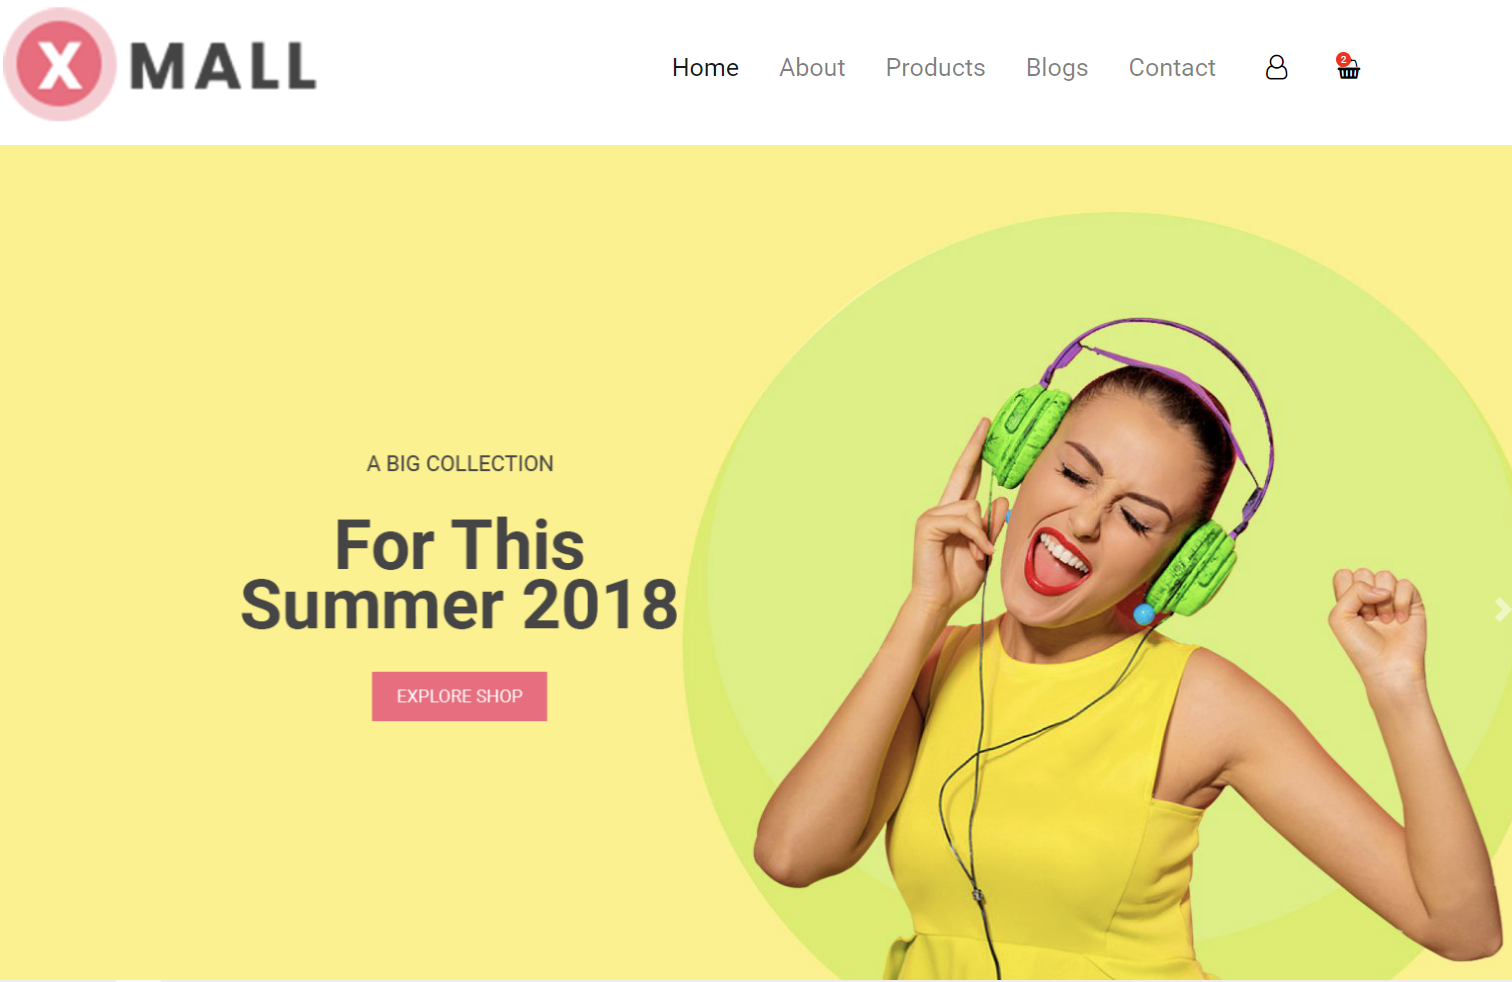 X MALL
Home About Products Blogs Contact
2
A BIG COLLECTION
For This
Summer 2018
EXPLORE SHOP